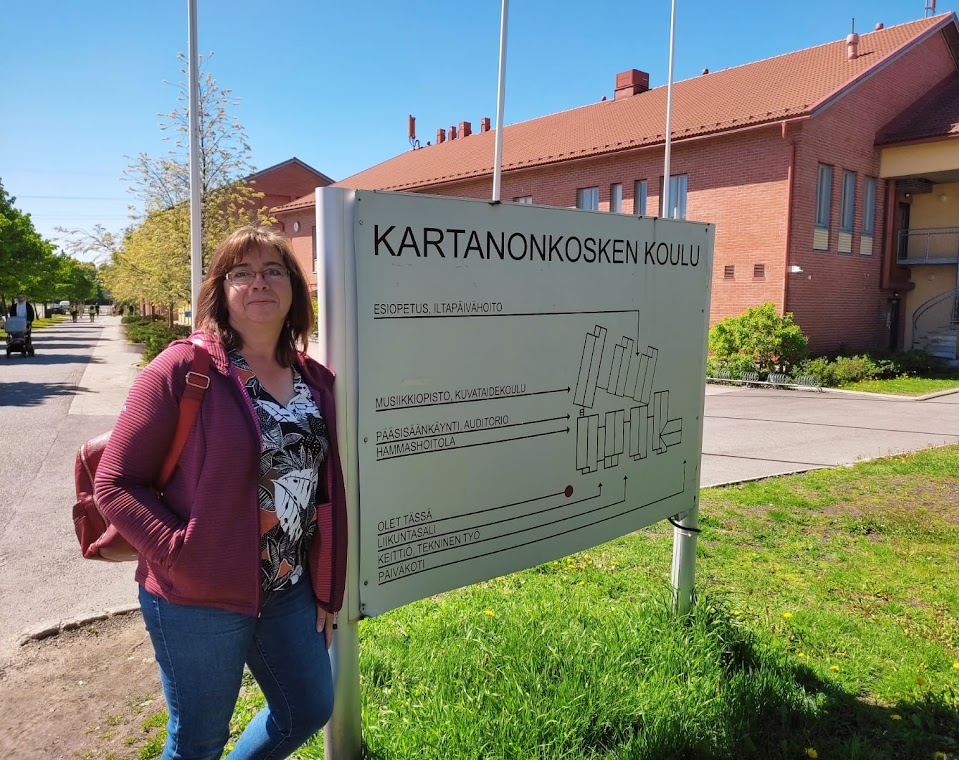 KARTANONKOSKEN KOULU
ESIOPETUS, ILTAPÄIVÄHOITO
MUSIIKKIOPISTO, KUVATAIDEKOULU
PÄÄSISÄÄNKÄYNTI, AUDITORIO
HAMMASHOITOLA
OLET TÄSSÄ
LIIKUNTASALI
KEITTIÖ, TEKNINEN TYÖ
PÄIVÄKOTI